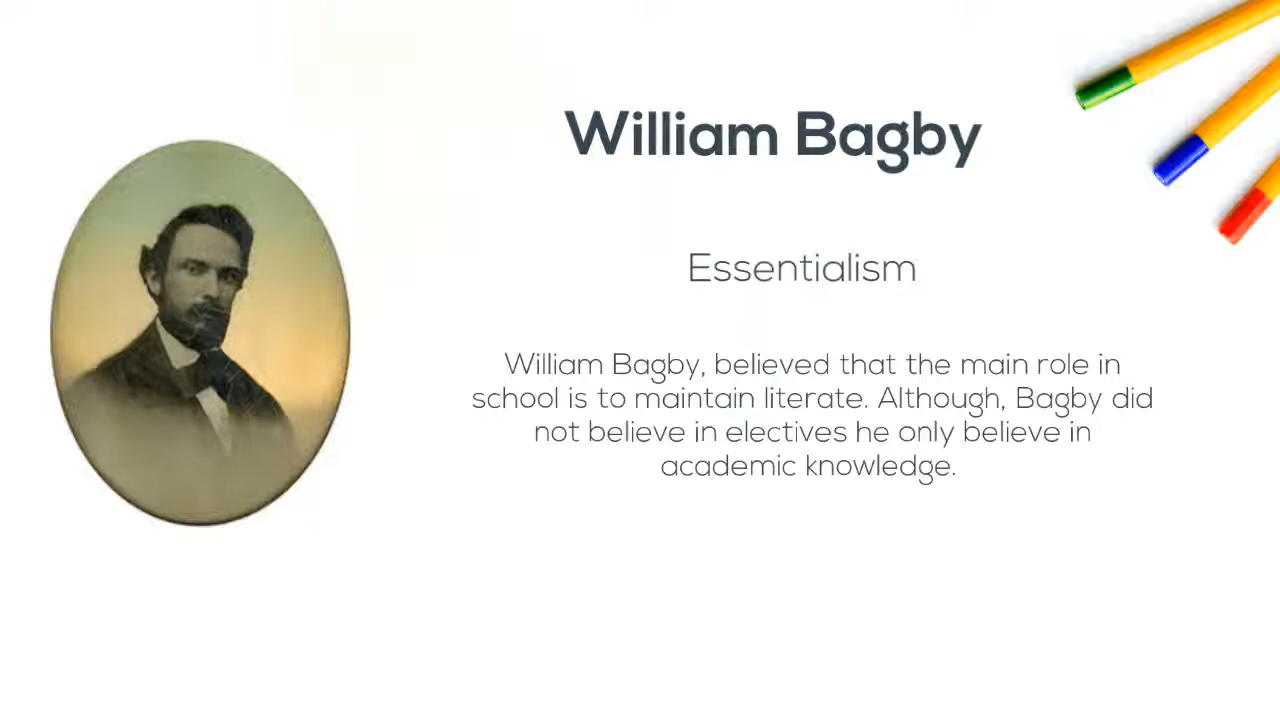 William Bagby
Essentialism
William Bagby, believed that the main role in
school is to maintain literate. Although, Bagby did
not believe in electives he only believe in
academic knowledge.